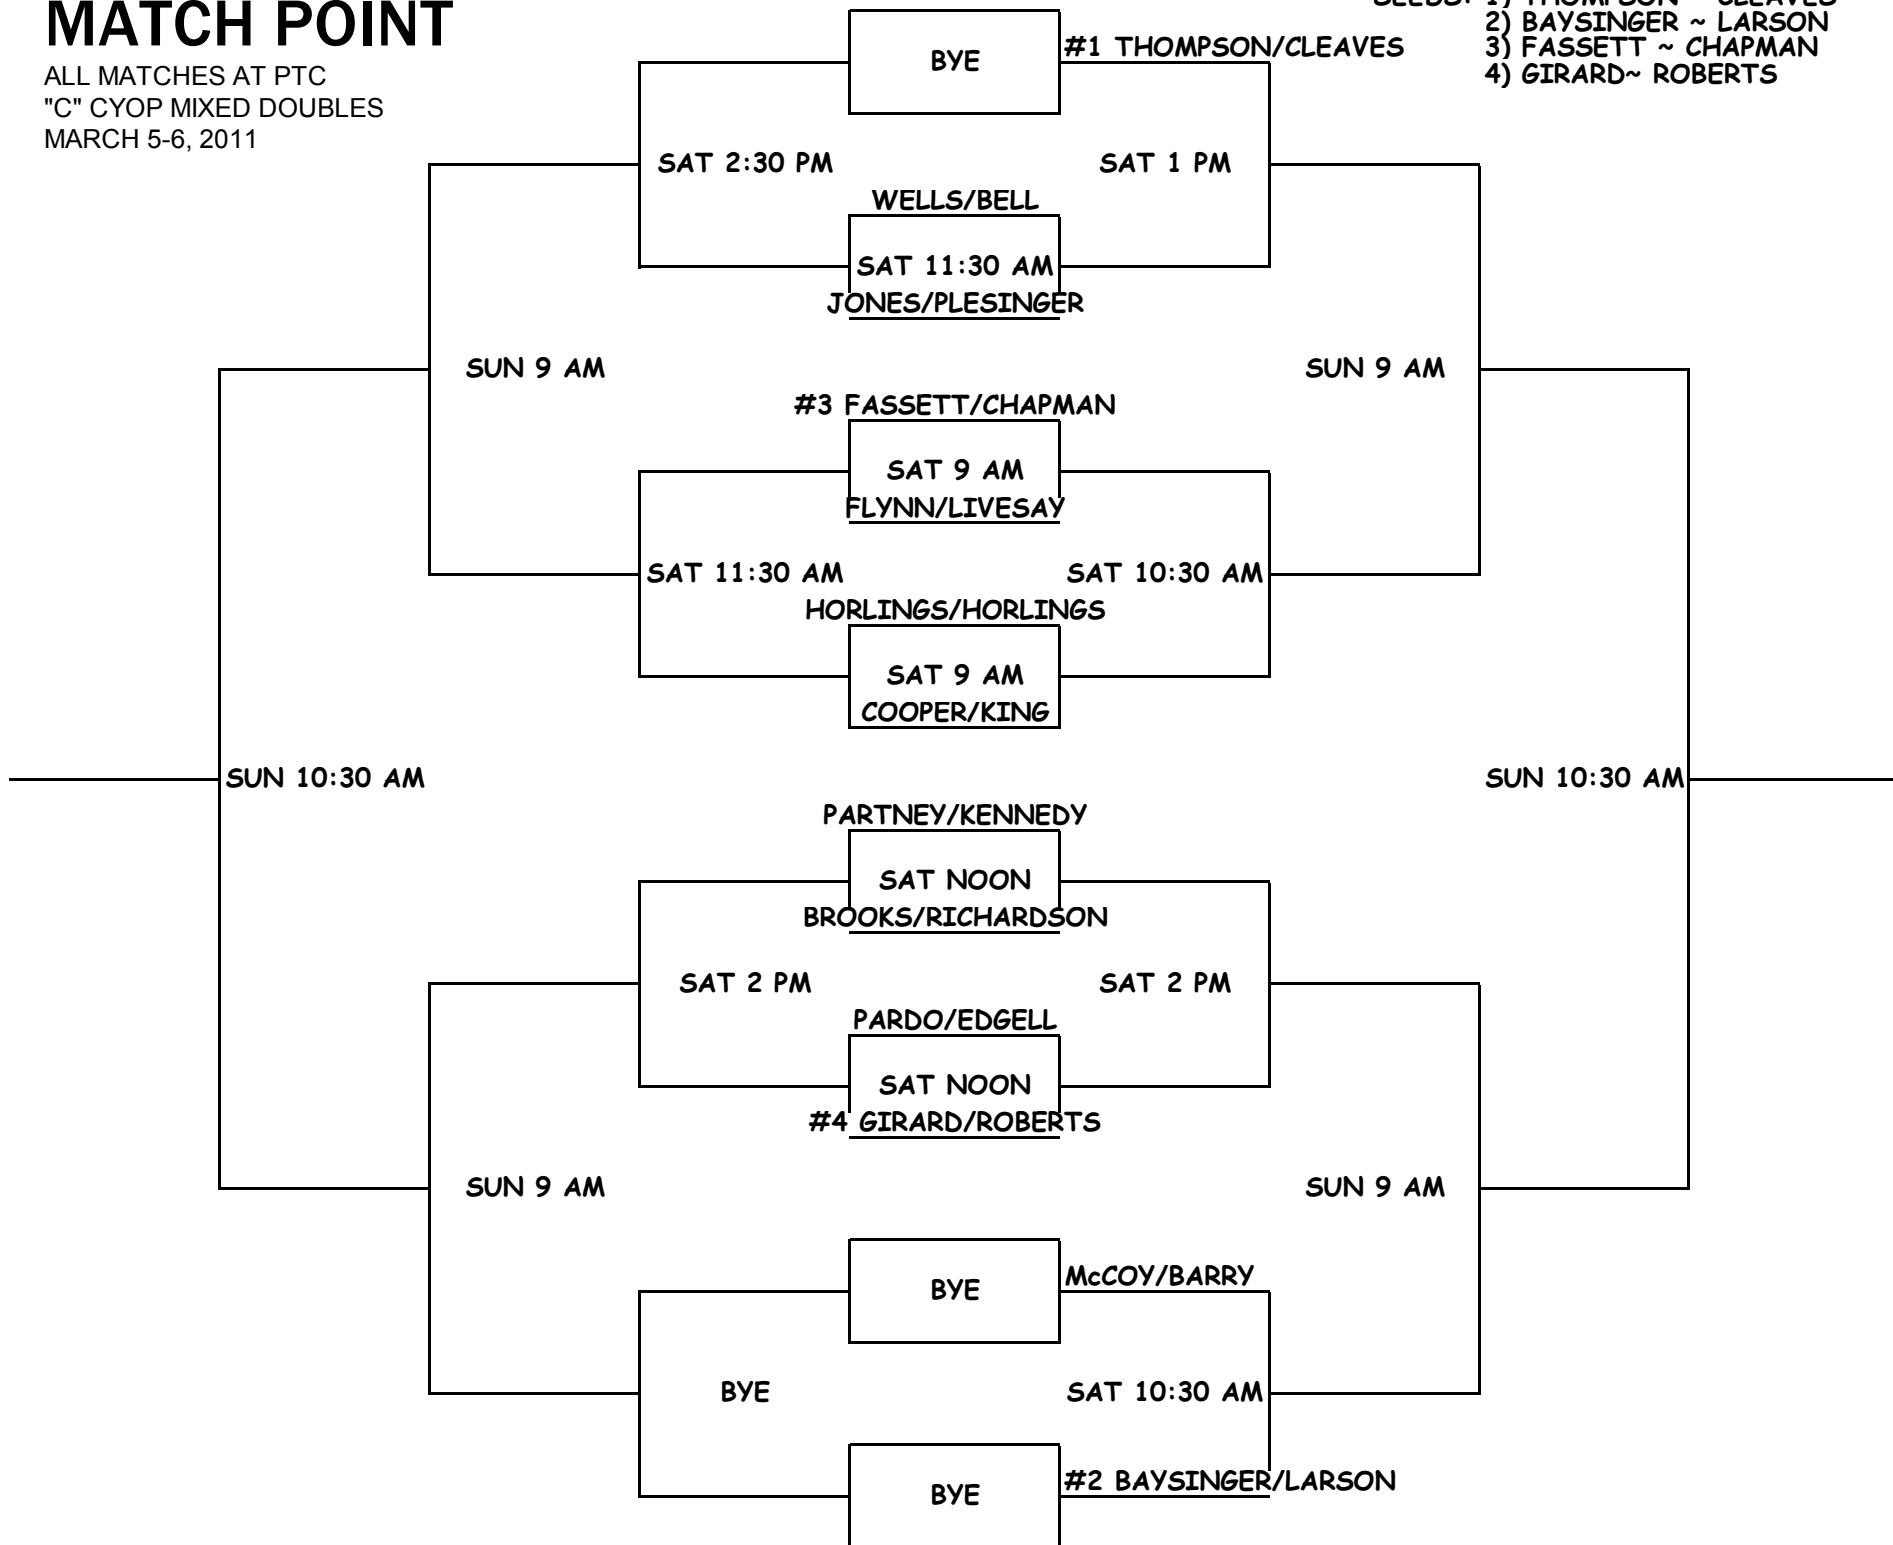 MATCH POINT
ALL MATCHES AT PTC
"C" CYOP MIXED DOUBLES
MARCH 5-6, 2011
SEEDS: 1) THOMPSON ~ CLEAVES
2) BAYSINGER ~ LARSON
3) FASSETT ~ CHAPMAN
4) GIRARD~ ROBERTS
BYE
#1 THOMPSON/CLEAVES
SAT 2:30 PM
SAT 1 PM
WELLS/BELL
SAT 11:30 AM
JONES/PLESINGER
SUN 9 AM
SUN 9 AM
#3 FASSETT/CHAPMAN
SAT 9 AM
FLYNN/LIVESAY
SAT 11:30 AM
SAT 10:30 AM
HORLINGS/HORLINGS
SAT 9 AM
COOPER/KING
SUN 10:30 AM
SUN 10:30 AM
PARTNEY/KENNEDY
SAT NOON
BROOKS/RICHARDSON
SAT 2 PM
SAT 2 PM
PARDO/EDGELL
SAT NOON
#4 GIRARD/ROBERTS
SUN 9 AM
SUN 9 AM
BYE
McCOY/BARRY
BYE
SAT 10:30 AM
BYE
#2 BAYSINGER/LARSON